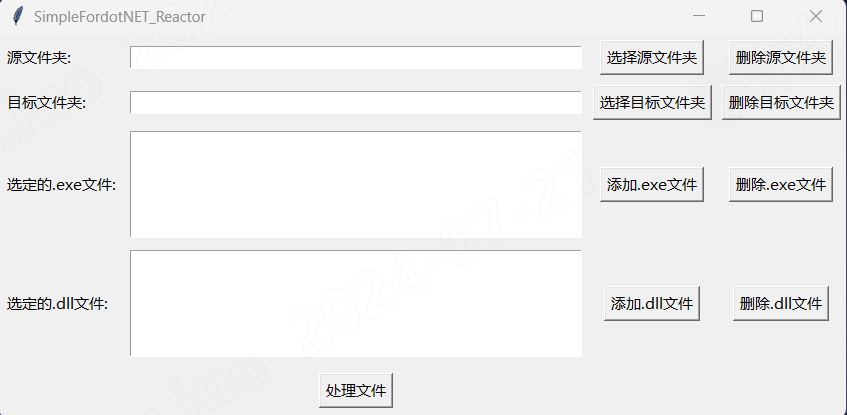 SimpleFordotNET_Reactor
源文件夹: 选择源文件夹 删除源文件夹
目标文件夹: 选择目标文件夹 删除目标文件夹
选定的.exe文件: 添加.exe文件 删除.exe文件
选定的.dll文件: 添加.dll文件 删除.dll文件
处理文件
2024-07-21
luo